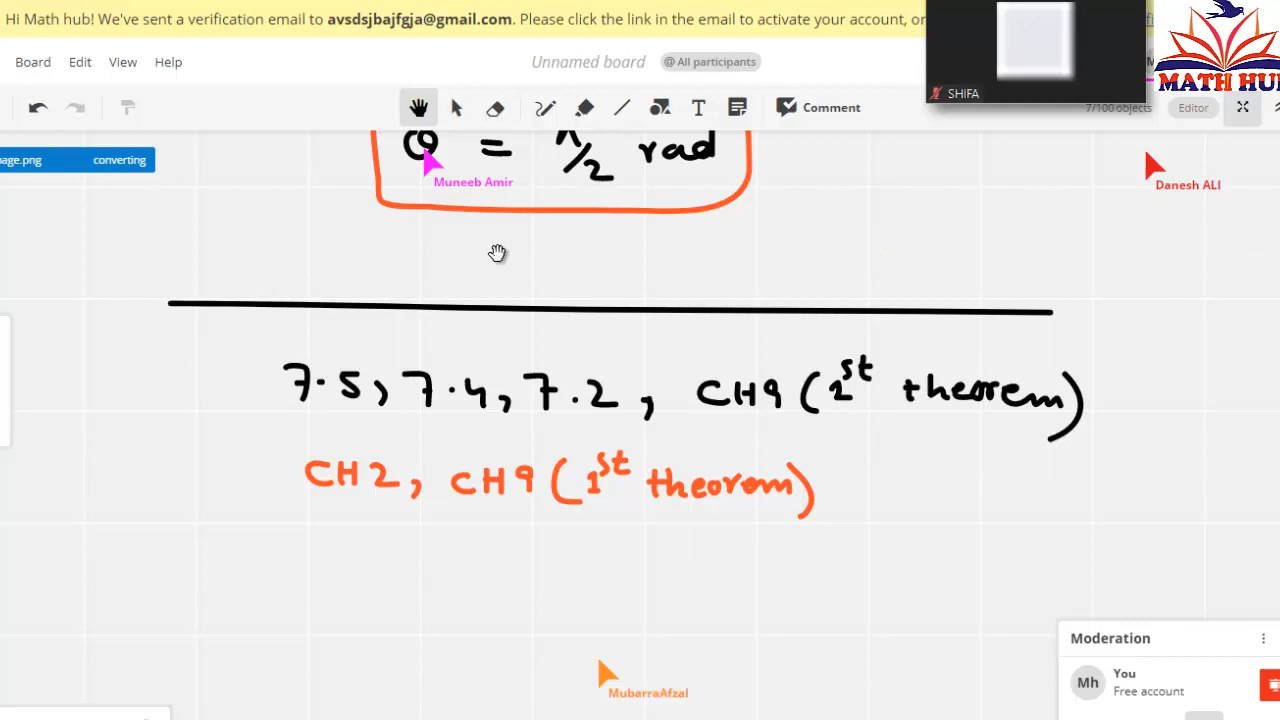 Hi Math hub! We've sent a verification email to avsdsjbajfgja@gmail.com. Please click the link in the email to activate your account, or
Board Edit View Help
Unnamed board @ All participants
SHIFA
MATH HUB
Comment
7/100 objects
Editor
nage.png converting
θ = π/2 rad
Muneeb Amir
Danesh ALI
7.5, 7.4, 7.2, CH9 (1st theorem)
CH2, CH9 (1st theorem)
Moderation
Mh
You
Free account
MubarraAfzal